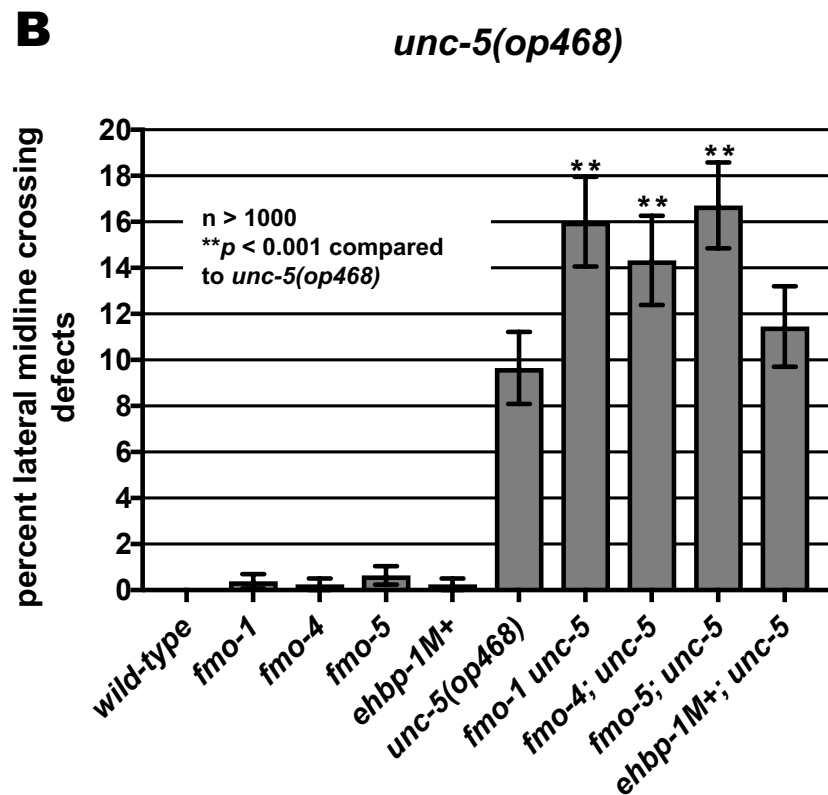 B
unc-5(op468)
percent lateral midline crossing
defects
20
18
16
14
12
10
8
6
4
2
0
n > 1000
**p < 0.001 compared
to unc-5(op468)
**
**
**
wild-type
fmo-1
fmo-4
fmo-5
ehbp-1M+
unc-5(op468)
fmo-1 unc-5
fmo-4; unc-5
fmo-5; unc-5
ehbp-1M+; unc-5